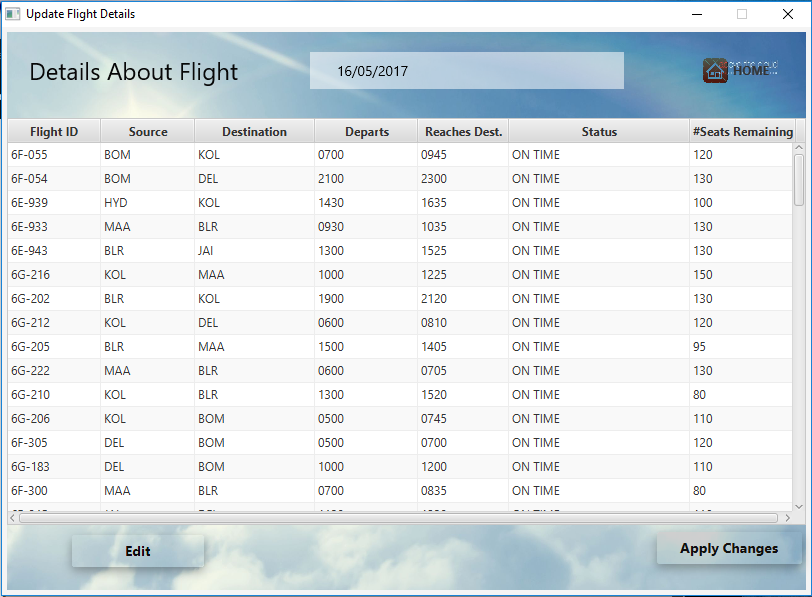 Update Flight Details
Details About Flight 16/05/2017 HOME
Flight ID Source Destination Departs Reaches Dest. Status #Seats Remaining
6F-055 BOM KOL 0700 0945 ON TIME 120
6F-054 BOM DEL 2100 2300 ON TIME 130
6E-939 HYD KOL 1430 1635 ON TIME 100
6E-933 MAA BLR 0930 1035 ON TIME 130
6E-943 BLR JAI 1300 1525 ON TIME 130
6G-216 KOL MAA 1000 1225 ON TIME 150
6G-202 BLR KOL 1900 2120 ON TIME 130
6G-212 KOL DEL 0600 0810 ON TIME 120
6G-205 BLR MAA 1500 1405 ON TIME 95
6G-222 MAA BLR 0600 0705 ON TIME 130
6G-210 KOL BLR 1300 1520 ON TIME 80
6G-206 KOL BOM 0500 0745 ON TIME 110
6F-305 DEL BOM 0500 0700 ON TIME 120
6G-183 DEL BOM 1000 1200 ON TIME 110
6F-300 MAA BLR 0700 0835 ON TIME 80
Edit Apply Changes